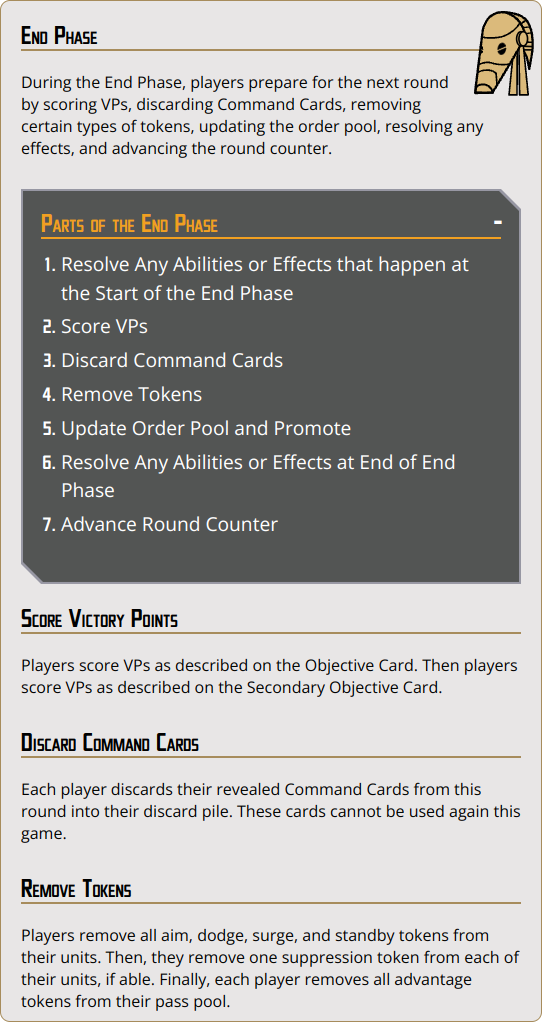 End Phase
During the End Phase, players prepare for the next round
by scoring VPs, discarding Command Cards, removing
certain types of tokens, updating the order pool, resolving any
effects, and advancing the round counter.
Parts of the End Phase -
1. Resolve Any Abilities or Effects that happen at
the Start of the End Phase
2. Score VPs
3. Discard Command Cards
4. Remove Tokens
5. Update Order Pool and Promote
6. Resolve Any Abilities or Effects at End of End
Phase
7. Advance Round Counter
Score Victory Points
Players score VPs as described on the Objective Card. Then players
score VPs as described on the Secondary Objective Card.
Discard Command Cards
Each player discards their revealed Command Cards from this
round into their discard pile. These cards cannot be used again this
game.
Remove Tokens
Players remove all aim, dodge, surge, and standby tokens from
their units. Then, they remove one suppression token from each of
their units, if able. Finally, each player removes all advantage
tokens from their pass pool.